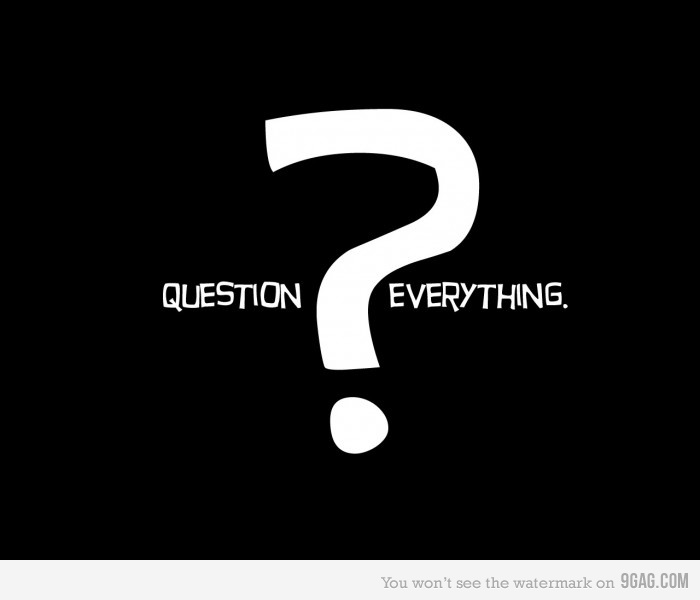 QUESTION ? EVERYTHING.
You won't see the watermark on 9GAG.COM